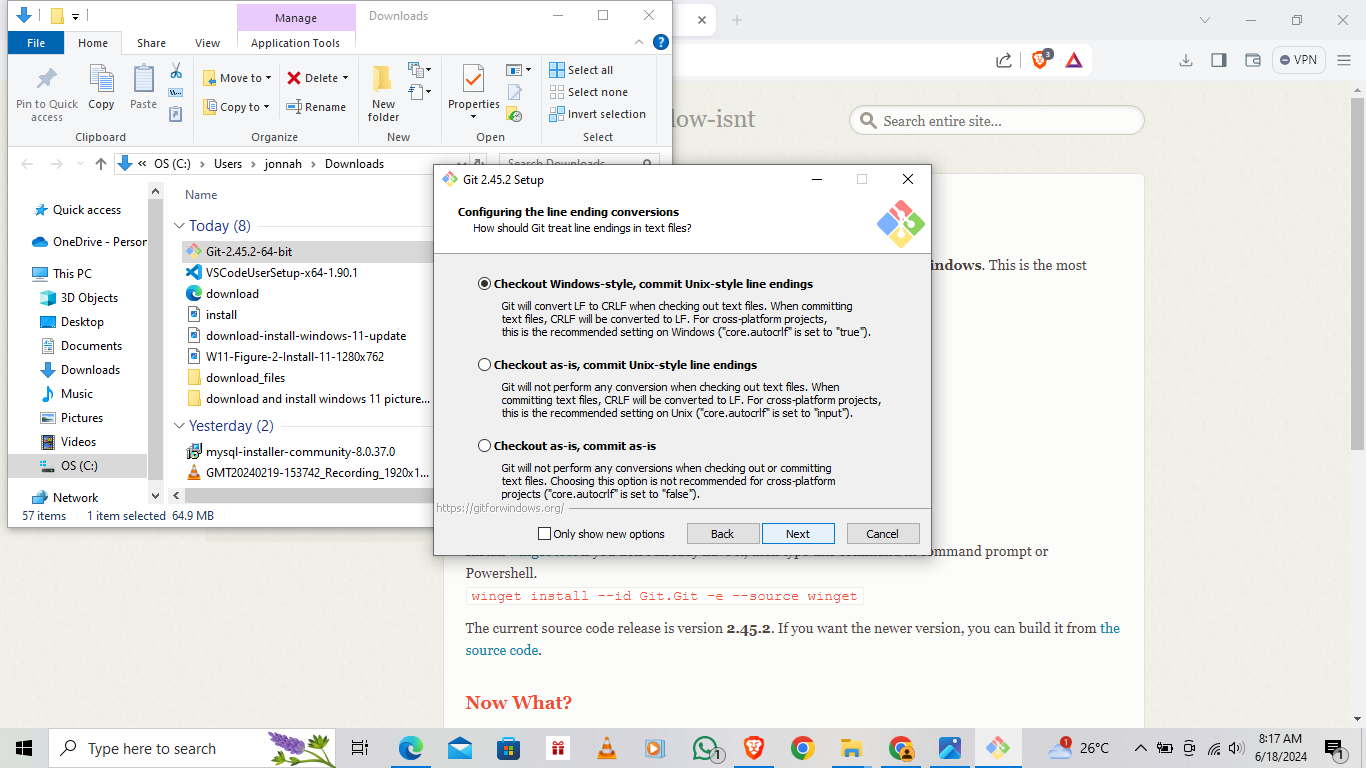 Manage
Downloads
File
Home
Share
View
Application Tools
Pin to Quick access
Copy
Paste
Move to
Copy to
Delete
Rename
New folder
Properties
Select all
Select none
Invert selection
Clipboard
Organize
New
Open
Select
« OS (C:) > Users > jonnah > Downloads
Search Downloads
Quick access
OneDrive - Person
This PC
3D Objects
Desktop
Documents
Downloads
Music
Pictures
Videos
OS (C:)
Network
Name
Today (8)
Git-2.45.2-64-bit
VSCodeUserSetup-x64-1.90.1
download
install
download-install-windows-11-update
W11-Figure-2-Install-11-1280x762
download_files
download and install windows 11 picture...
Yesterday (2)
mysql-installer-community-8.0.37.0
GMT20240219-153742_Recording_1920x1...
57 items
1 item selected 64.9 MB
3
VPN
low-isnt
Search entire site...
indows. This is the most
Git 2.45.2 Setup
Configuring the line ending conversions
How should Git treat line endings in text files?
Checkout Windows-style, commit Unix-style line endings
Git will convert LF to CRLF when checking out text files. When committing
text files, CRLF will be converted to LF. For cross-platform projects,
this is the recommended setting on Windows ("core.autocrlf" is set to "true").
Checkout as-is, commit Unix-style line endings
Git will not perform any conversion when checking out text files. When
committing text files, CRLF will be converted to LF. For cross-platform projects,
this is the recommended setting on Unix ("core.autocrlf" is set to "input").
Checkout as-is, commit as-is
Git will not perform any conversions when checking out or committing
text files. Choosing this option is not recommended for cross-platform
projects ("core.autocrlf" is set to "false").
https://gitforwindows.org/
Only show new options
Back
Next
Cancel
command prompt or
Powershell.
winget install --id Git.Git -e --source winget
The current source code release is version 2.45.2. If you want the newer version, you can build it from the
source code.
Now What?
Type here to search
1
1
26°C
8:17 AM
6/18/2024
1